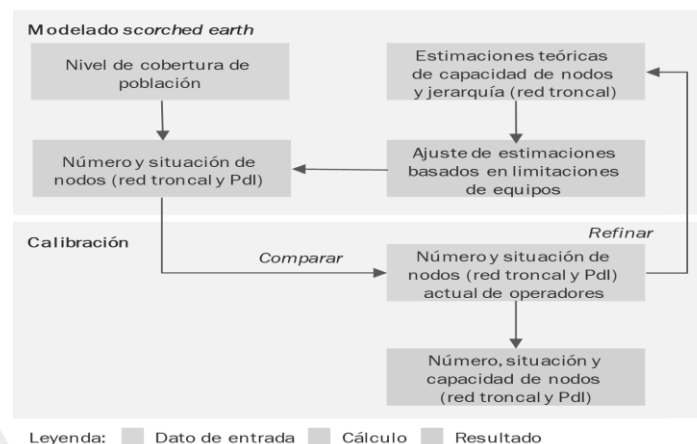 Modelado scorched earth
Nivel de cobertura de
población
Estimaciones teóricas
de capacidad de nodos
y jerarquía (red troncal)
Número y situación de
nodos (red troncal y PdI)
Ajuste de estimaciones
basados en limitaciones
de equipos
Calibración
Refinar
Comparar
Número y situación de
nodos (red troncal y PdI)
actual de operadores
Número, situación y
capacidad de nodos
(red troncal y PdI)
Leyenda: Dato de entrada Cálculo Resultado